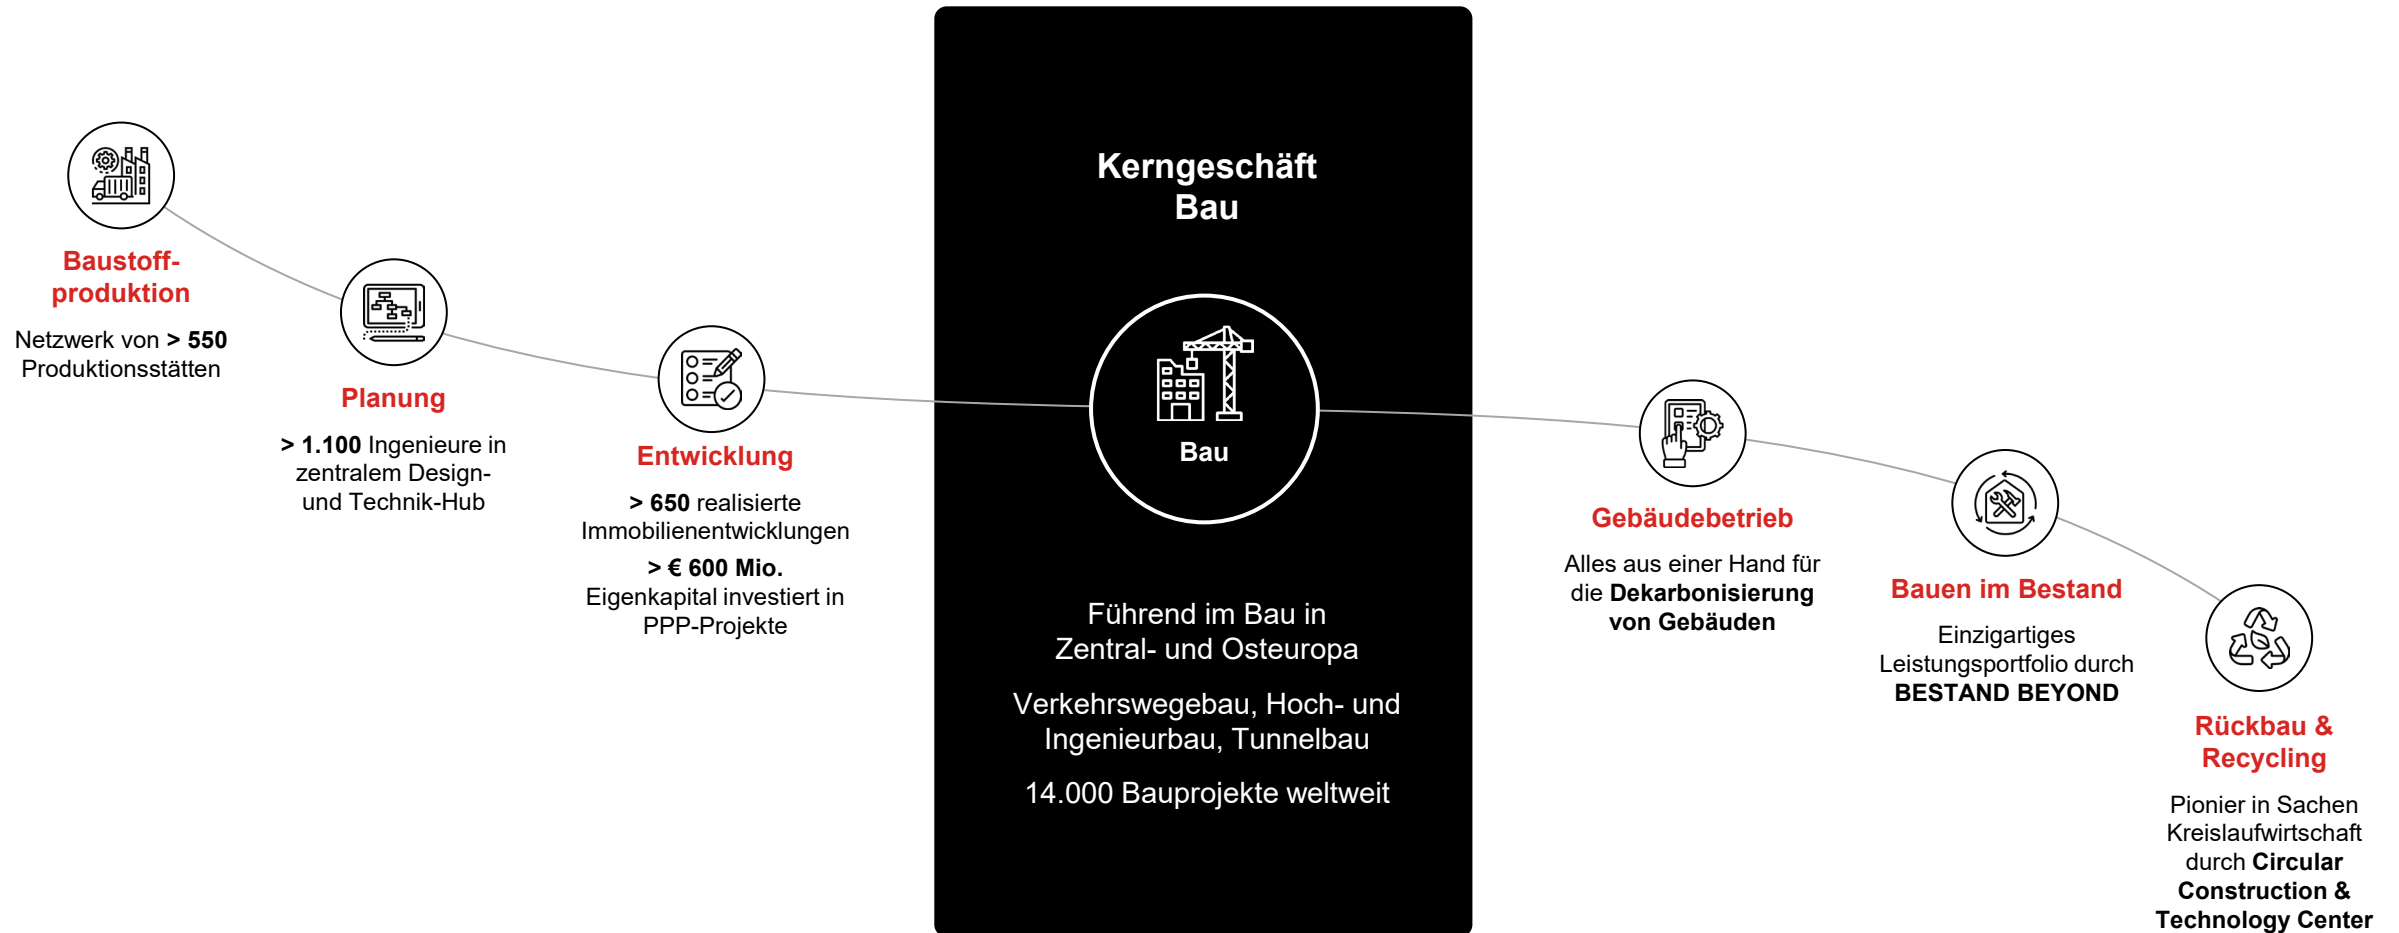 Baustoff-
produktion
Netzwerk von > 550
Produktionsstätten
Planung
> 1.100 Ingenieure in
zentralem Design-
und Technik-Hub
Entwicklung
> 650 realisierte
Immobilienentwicklungen
> € 600 Mio.
Eigenkapital investiert in
PPP-Projekte
Kerngeschäft
Bau
Bau
Führend im Bau in
Zentral- und Osteuropa
Verkehrswegebau, Hoch- und
Ingenieurbau, Tunnelbau
14.000 Bauprojekte weltweit
Gebäudebetrieb
Alles aus einer Hand für
die Dekarbonisierung
von Gebäuden
Bauen im Bestand
Einzigartiges
Leistungsportfolio durch
BESTAND BEYOND
Rückbau &
Recycling
Pionier in Sachen
Kreislaufwirtschaft
durch Circular
Construction &
Technology Center